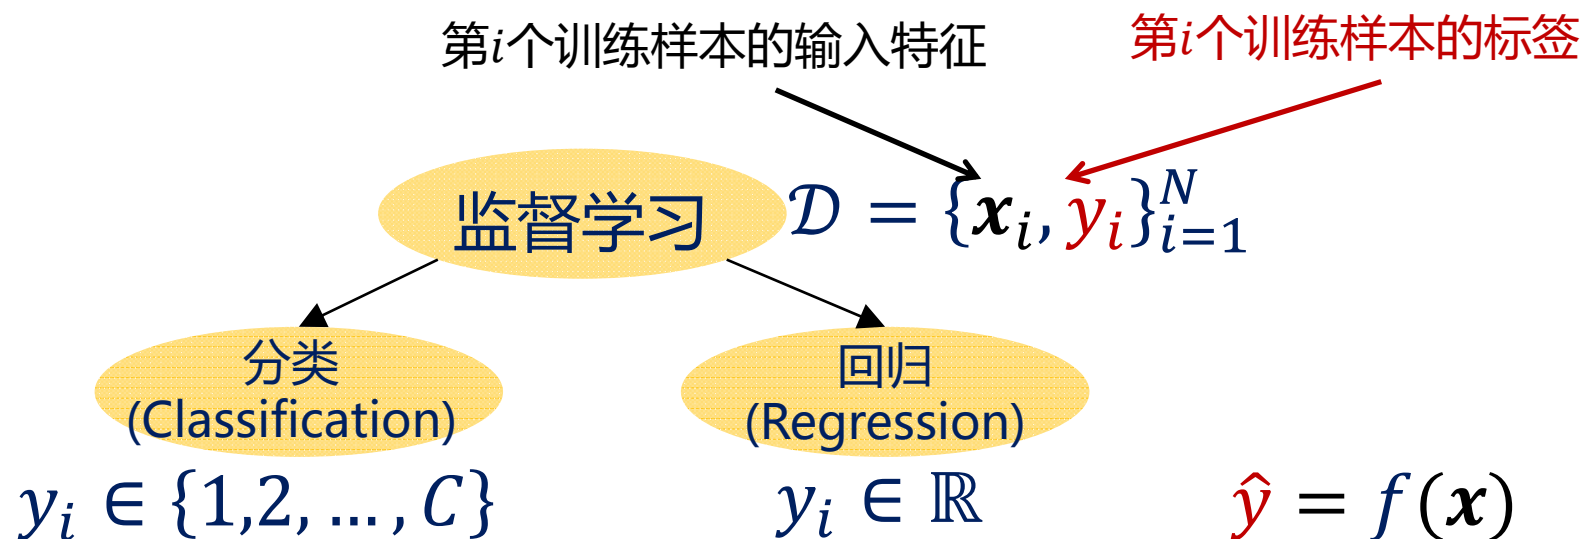 第i个训练样本的输入特征
第i个训练样本的标签
监督学习
𝒟 = {𝒙ᵢ, yᵢ}ᵢ₌₁ᴺ
分类
(Classification)
回归
(Regression)
yᵢ ∈ {1,2, … , C}
yᵢ ∈ ℝ
ŷ = f(𝒙)